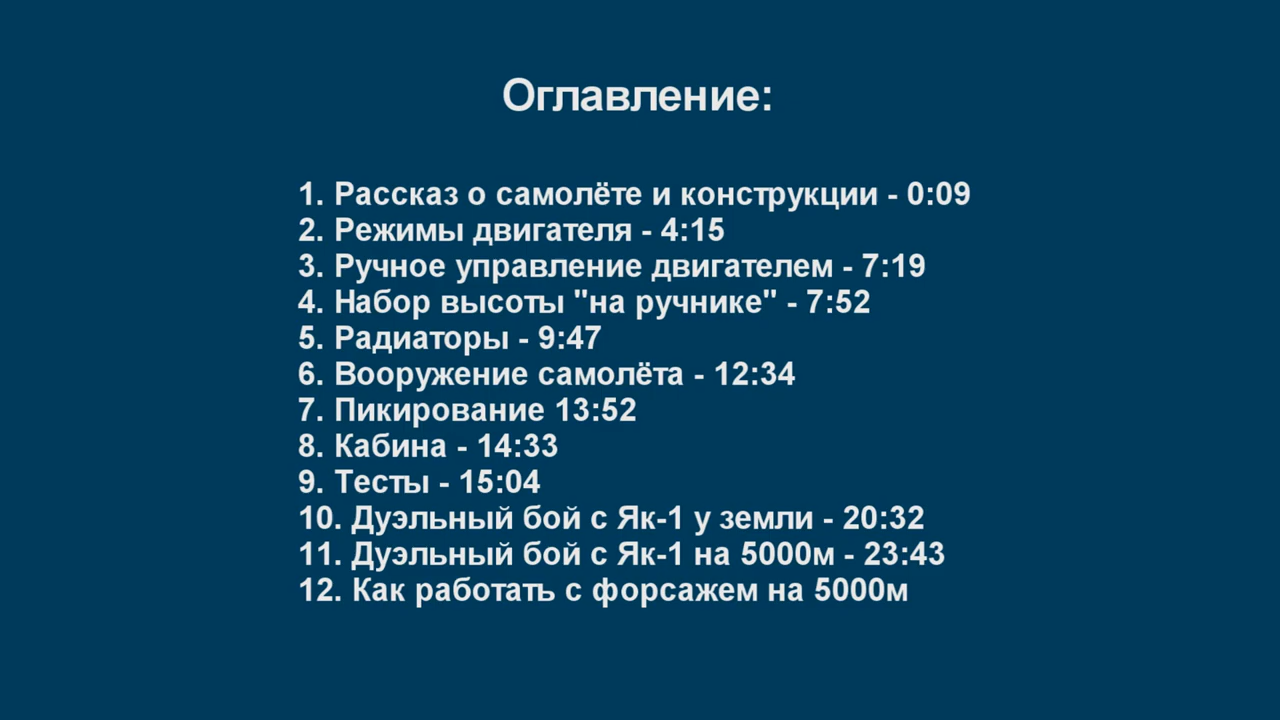 Оглавление:
1. Рассказ о самолёте и конструкции - 0:09
2. Режимы двигателя - 4:15
3. Ручное управление двигателем - 7:19
4. Набор высоты "на ручнике" - 7:52
5. Радиаторы - 9:47
6. Вооружение самолёта - 12:34
7. Пикирование 13:52
8. Кабина - 14:33
9. Тесты - 15:04
10. Дуэльный бой с Як-1 у земли - 20:32
11. Дуэльный бой с Як-1 на 5000м - 23:43
12. Как работать с форсажем на 5000м